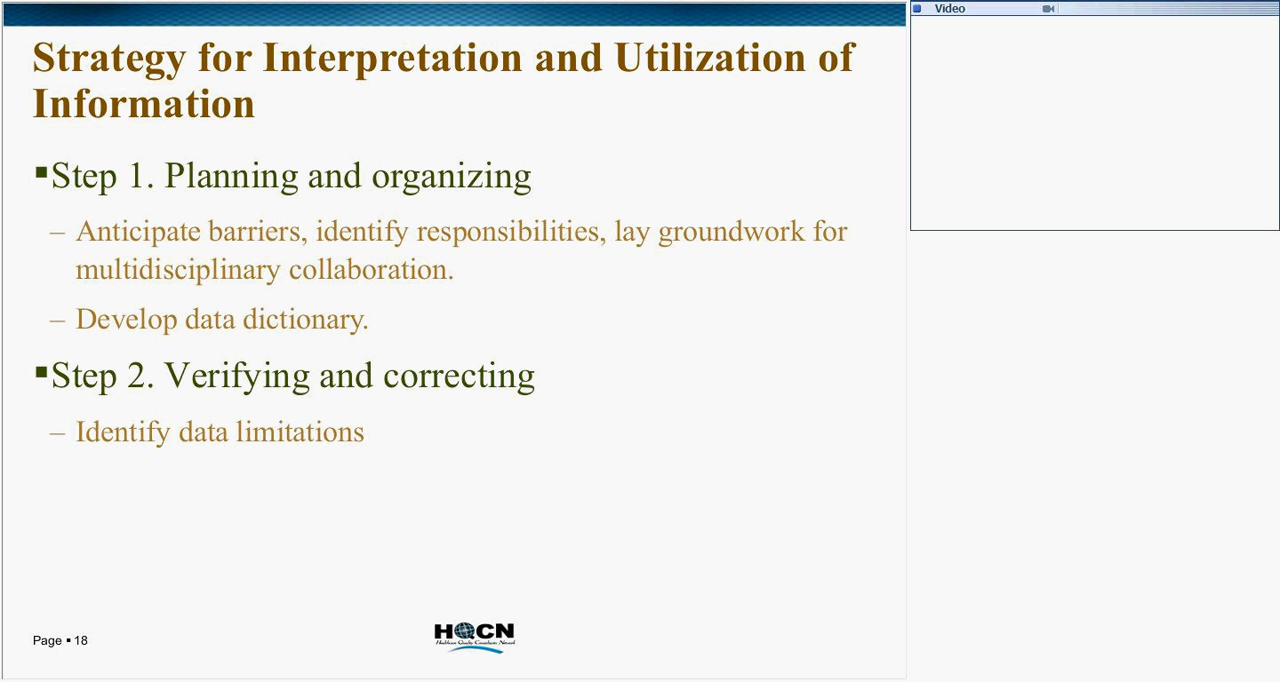 Video
Strategy for Interpretation and Utilization of
Information
▪Step 1. Planning and organizing
– Anticipate barriers, identify responsibilities, lay groundwork for
multidisciplinary collaboration.
– Develop data dictionary.
▪Step 2. Verifying and correcting
– Identify data limitations
Page ▪ 18
HQCN